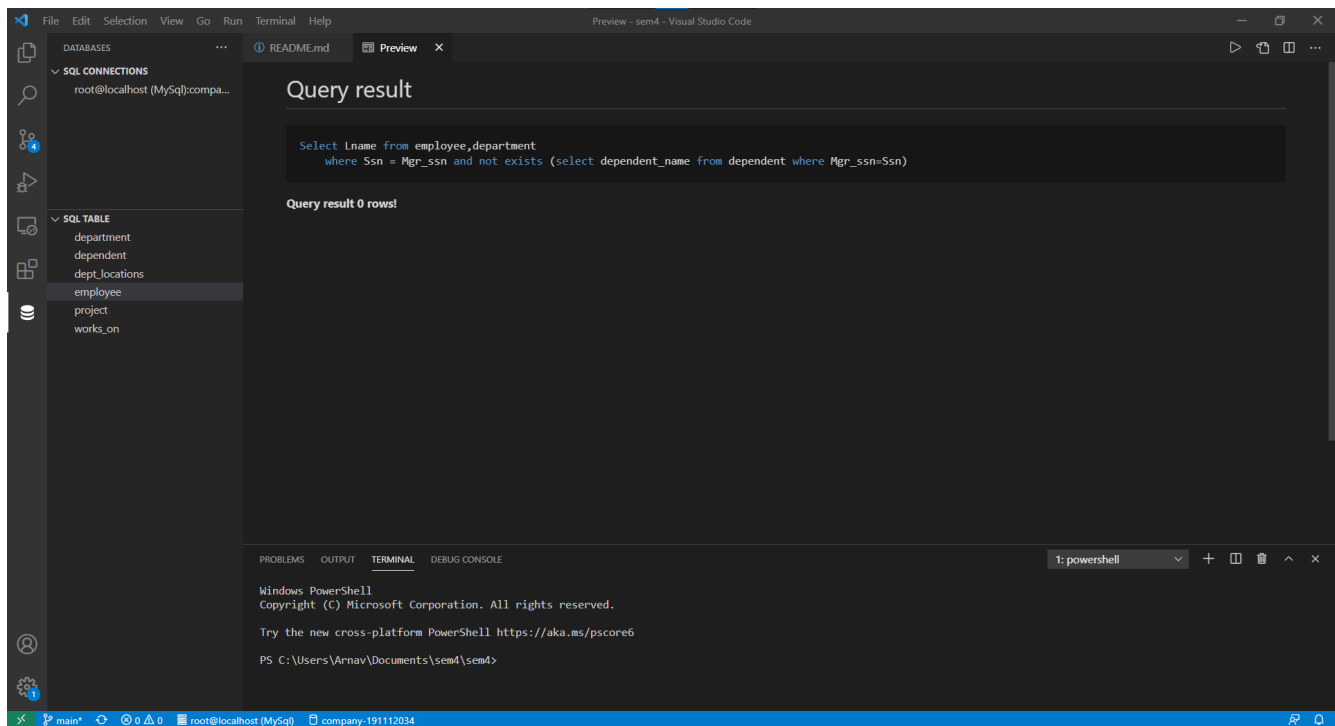 File Edit Selection View Go Run Terminal Help
Preview - sem4 - Visual Studio Code
DATABASES
README.md
Preview
SQL CONNECTIONS
root@localhost (MySql):compa...
4
SQL TABLE
department
dependent
dept_locations
employee
project
works_on
Query result
Select Lname from employee,department
where Ssn = Mgr_ssn and not exists (select dependent_name from dependent where Mgr_ssn=Ssn)
Query result 0 rows!
PROBLEMS OUTPUT TERMINAL DEBUG CONSOLE
1: powershell
Windows PowerShell
Copyright (C) Microsoft Corporation. All rights reserved.
Try the new cross-platform PowerShell https://aka.ms/pscore6
PS C:\Users\Arnav\Documents\sem4\sem4>
1
main* 0 0 root@localhost (MySql) company-191112034